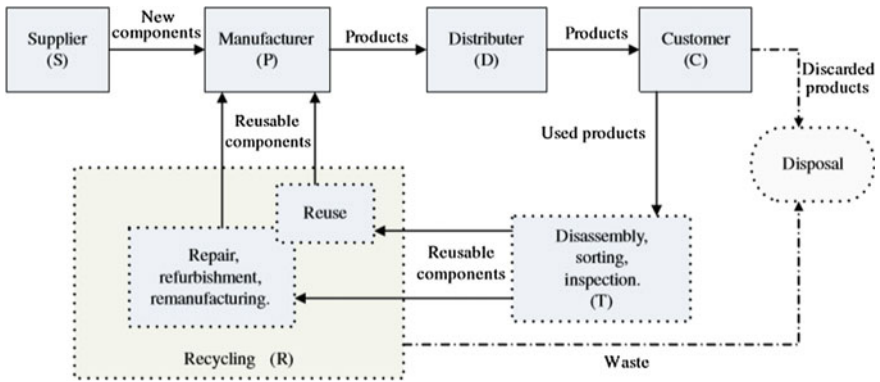 Supplier
(S)
New
components
Manufacturer
(P)
Products
Distributer
(D)
Products
Customer
(C)
Discarded
products
Disposal
Used products
Reusable
components
Reuse
Repair,
refurbishment,
remanufacturing.
Recycling (R)
Reusable
components
Disassembly,
sorting,
inspection.
(T)
Waste